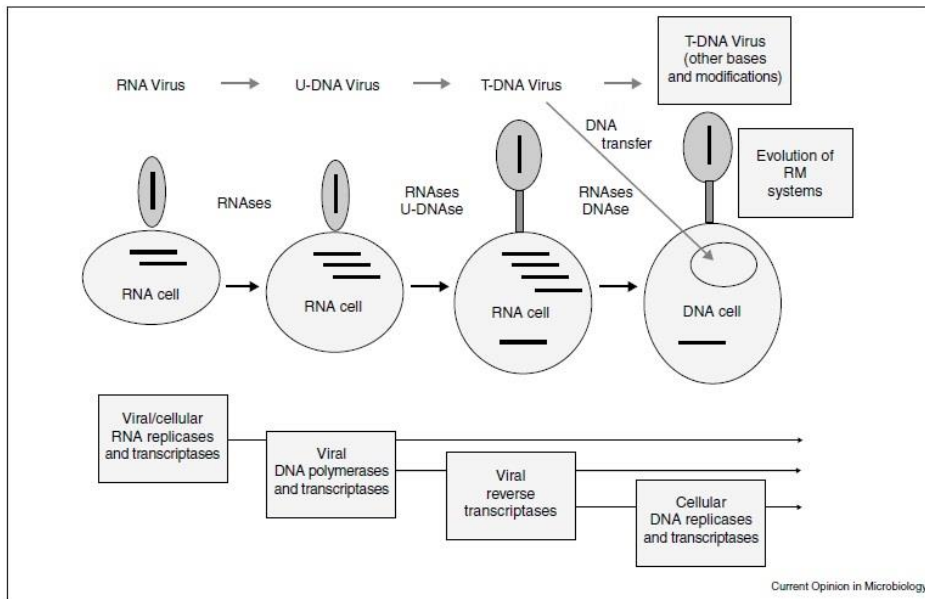 RNA Virus
U-DNA Virus
T-DNA Virus
T-DNA Virus
(other bases
and modifications)
DNA
transfer
Evolution of
RM
systems
RNAses
RNAses
U-DNAse
RNAses
DNAse
RNA cell
RNA cell
RNA cell
DNA cell
Viral/cellular
RNA replicases
and transcriptases
Viral
DNA polymerases
and transcriptases
Viral
reverse
transcriptases
Cellular
DNA replicases
and transcriptases
Current Opinion in Microbiology